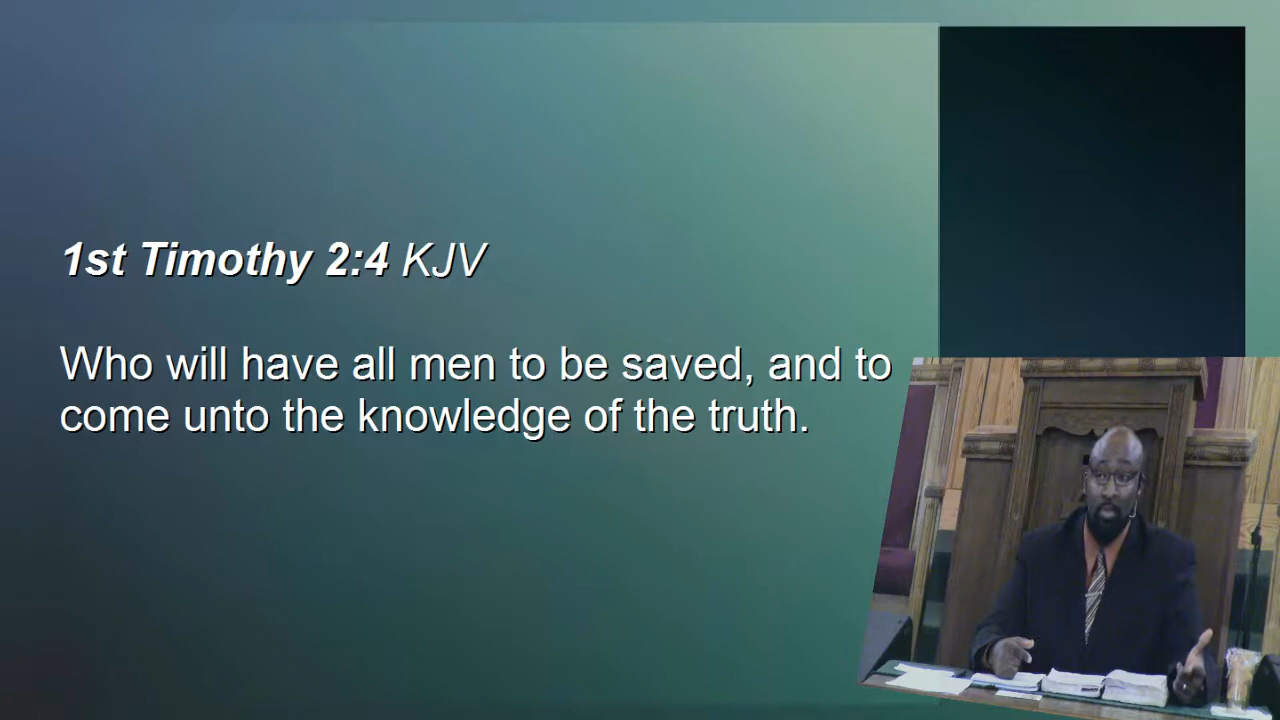 1st Timothy 2:4 KJV
Who will have all men to be saved, and to
come unto the knowledge of the truth.